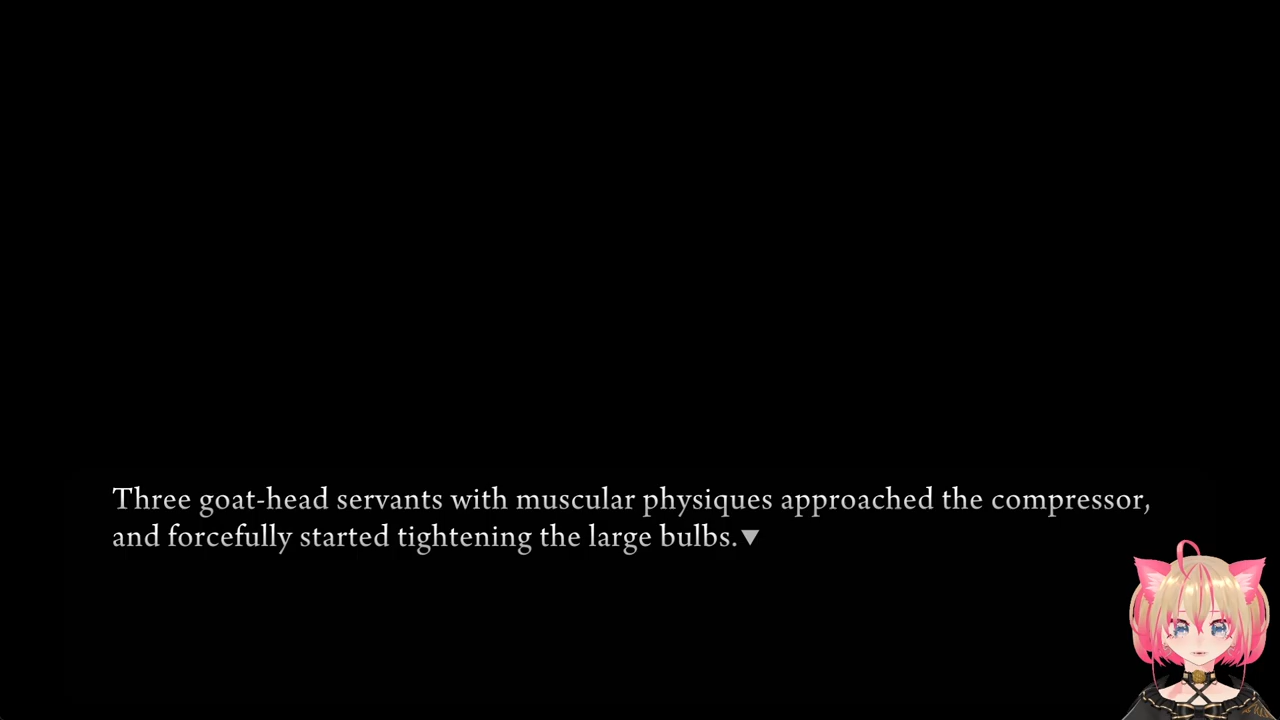 Three goat-head servants with muscular physiques approached the compressor,
and forcefully started tightening the large bulbs.▼